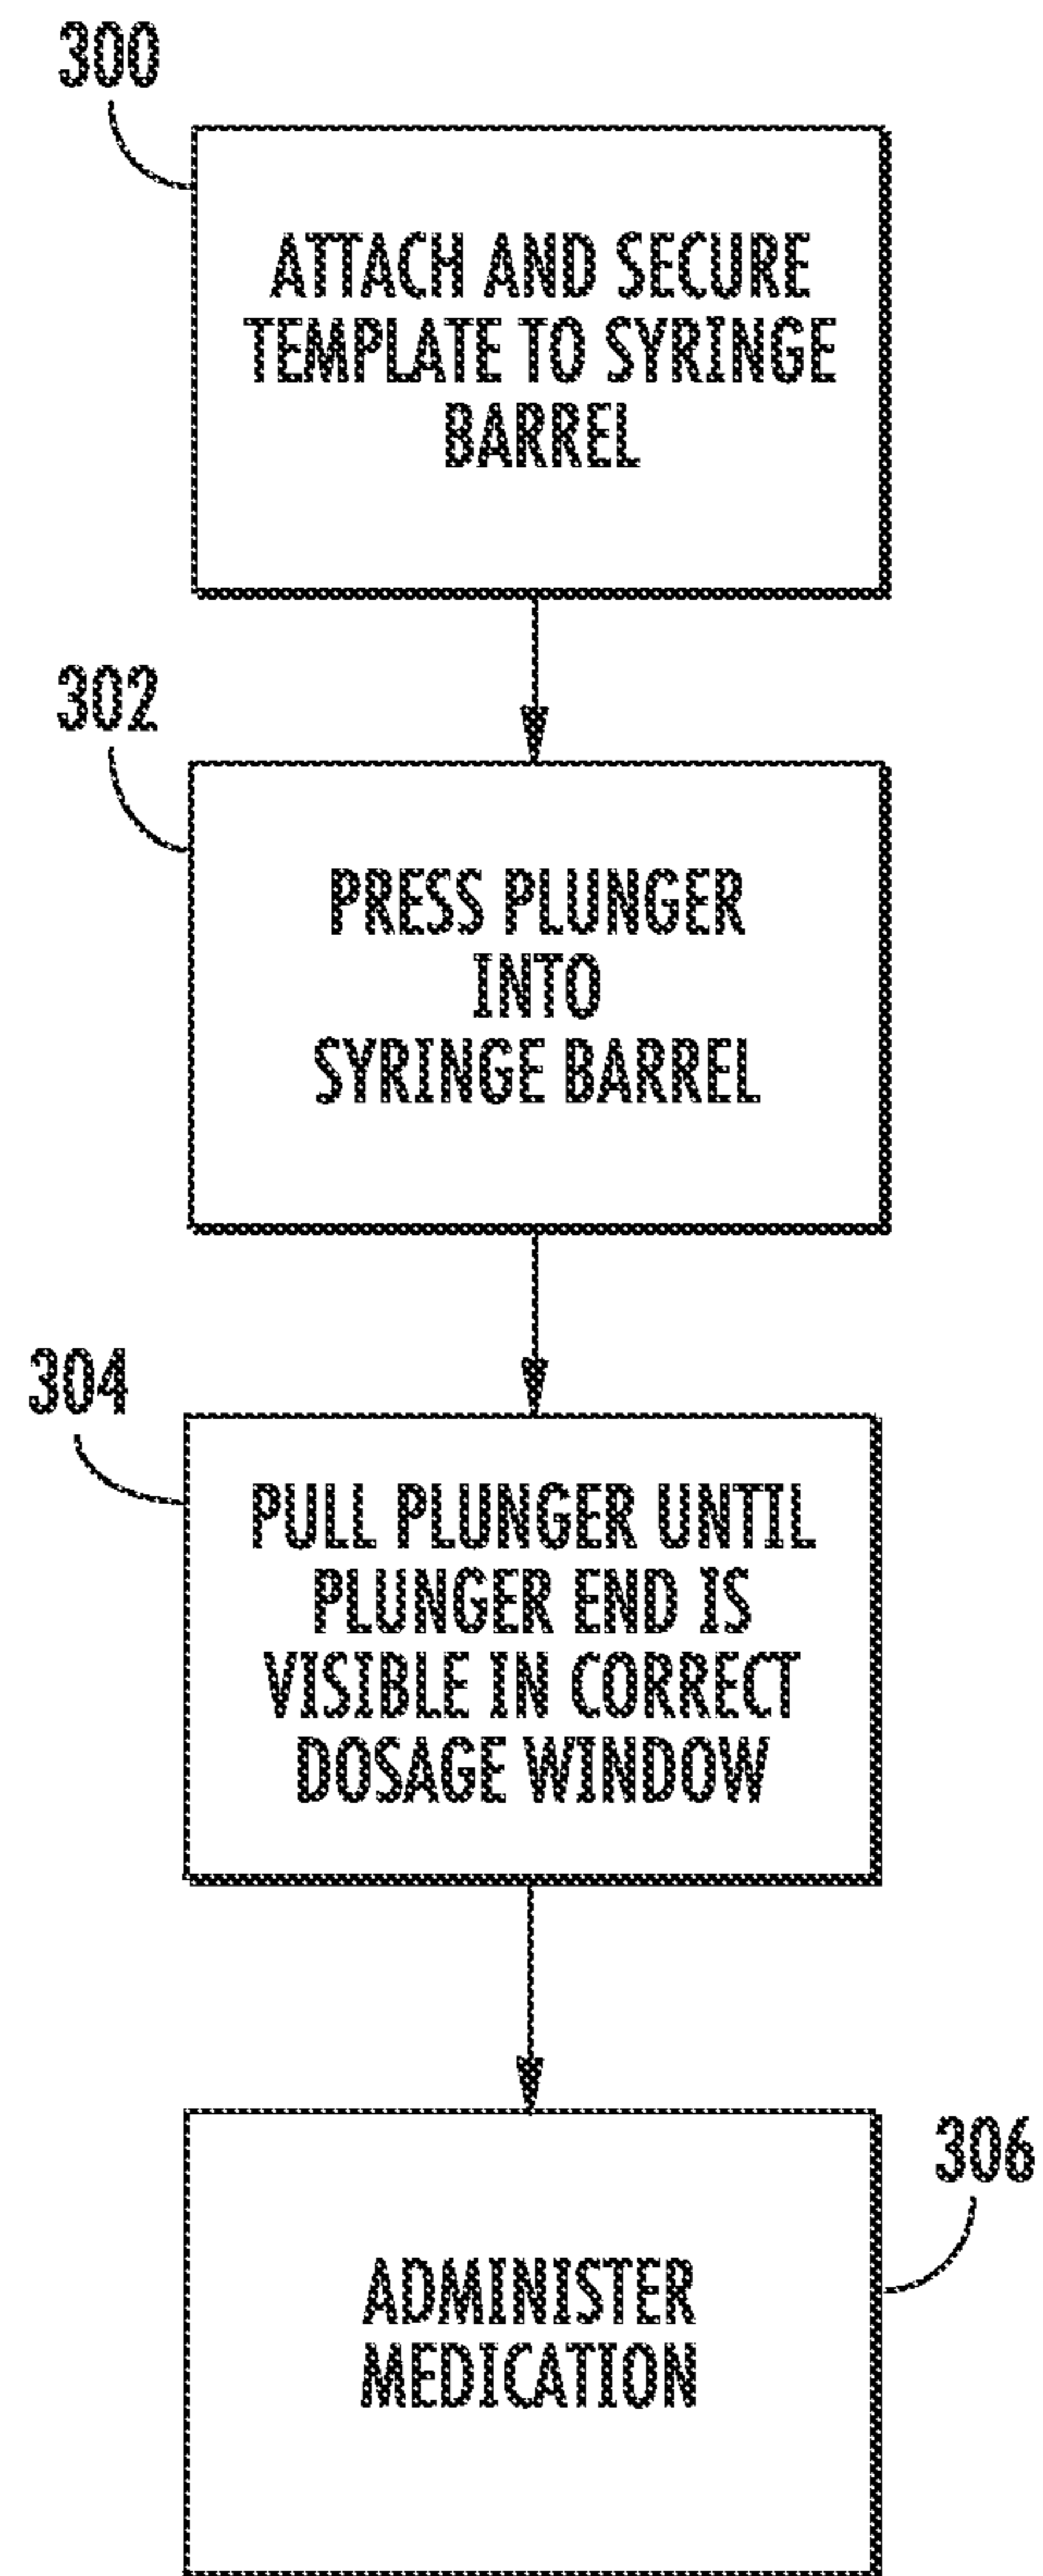 300
ATTACH AND SECURE
TEMPLATE TO SYRINGE
BARREL
302
PRESS PLUNGER
INTO
SYRINGE BARREL
304
PULL PLUNGER UNTIL
PLUNGER END IS
VISIBLE IN CORRECT
DOSAGE WINDOW
306
ADMINISTER
MEDICATION